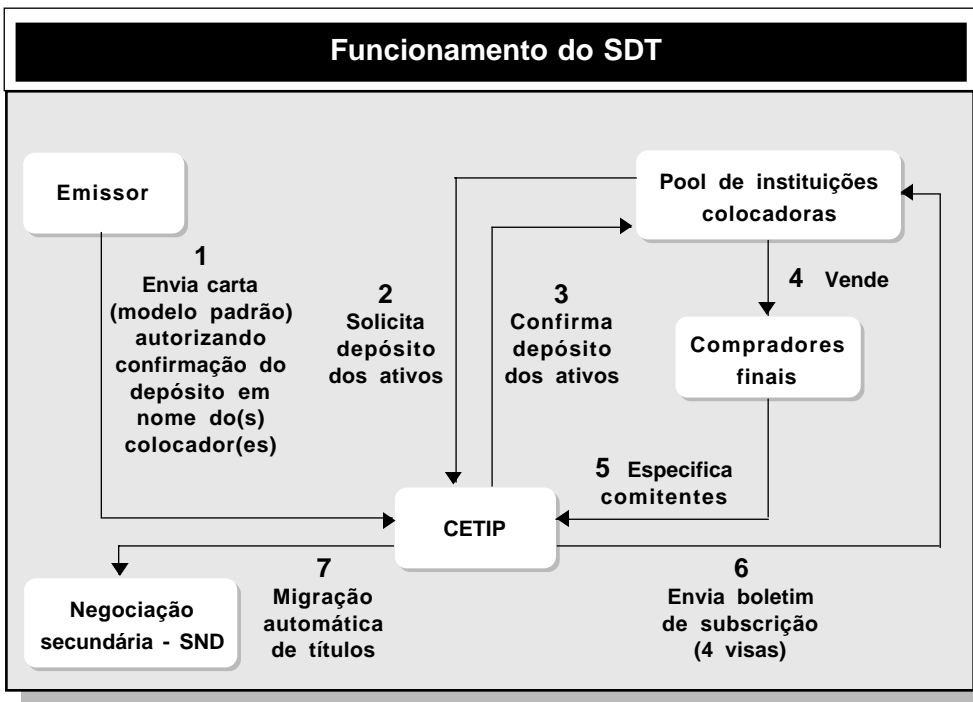 Funcionamento do SDT
Emissor
Pool de instituições
colocadoras
1
Envia carta
(modelo padrão)
autorizando
confirmação do
depósito em
nome do(s)
colocador(es)
2
Solicita
depósito
dos ativos
3
Confirma
depósito
dos ativos
4 Vende
Compradores
finais
5 Especifica
comitentes
CETIP
6
Envia boletim
de subscrição
(4 visas)
7
Migração
automática
de títulos
Negociação
secundária - SND